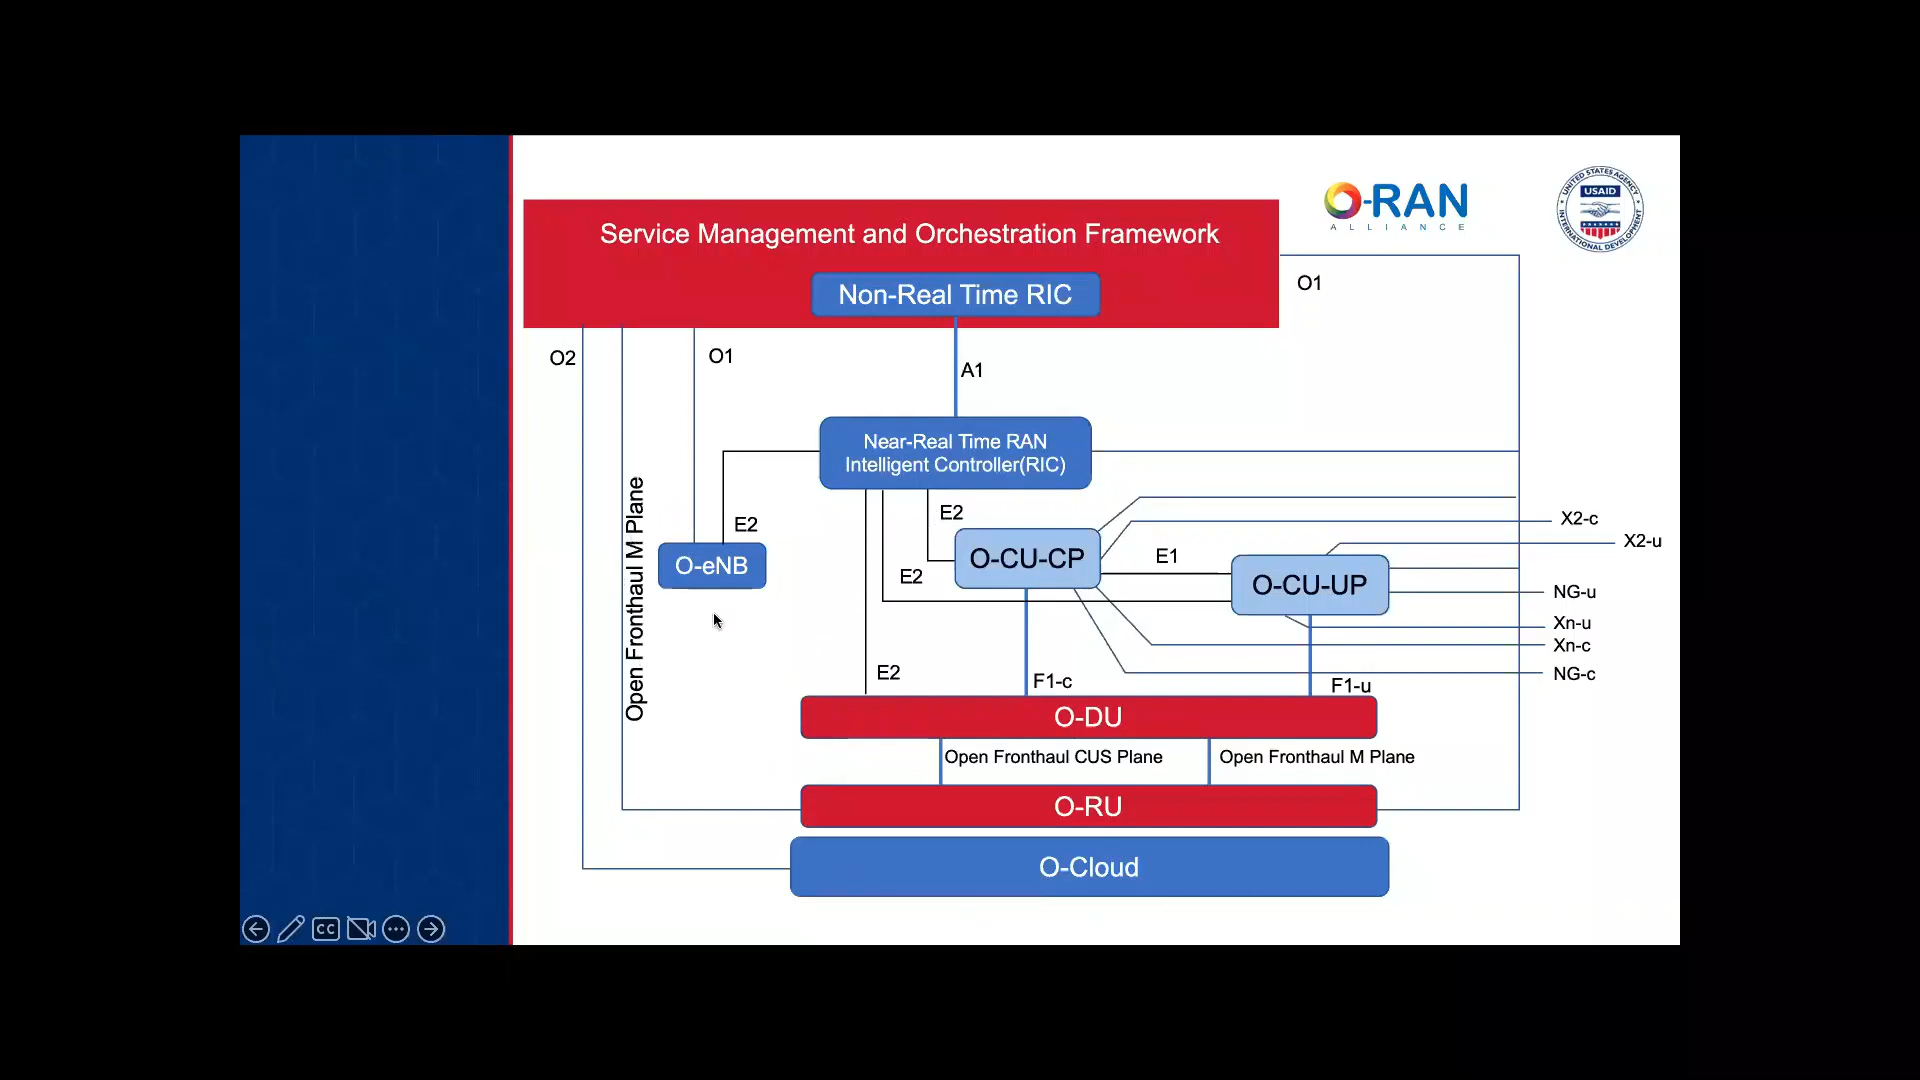 O-RAN
ALLIANCE
UNITED STATES AGENCY
USAID
INTERNATIONAL DEVELOPMENT
Service Management and Orchestration Framework
Non-Real Time RIC
O1
O2
O1
A1
Near-Real Time RAN
Intelligent Controller(RIC)
Open Fronthaul M Plane
E2
E2
X2-c
X2-u
O-eNB
O-CU-CP
E1
E2
O-CU-UP
NG-u
Xn-u
Xn-c
NG-c
E2
F1-c
F1-u
O-DU
Open Fronthaul CUS Plane
Open Fronthaul M Plane
O-RU
O-Cloud
CC